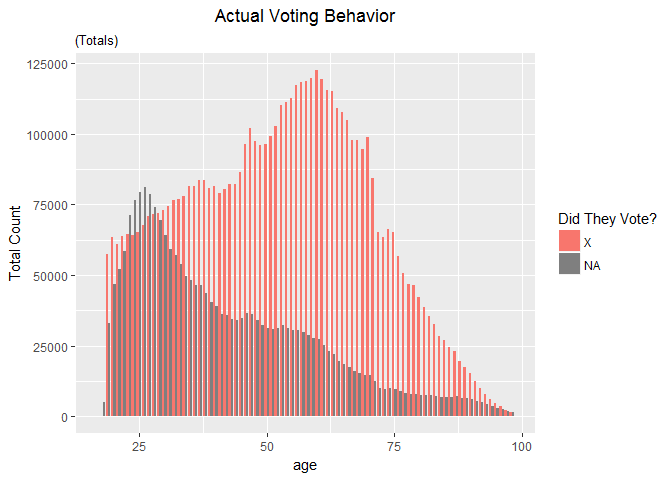 Actual Voting Behavior
(Totals)
125000
100000
75000
50000
25000
0
Total Count
25
50
75
100
age
Did They Vote?
X
NA